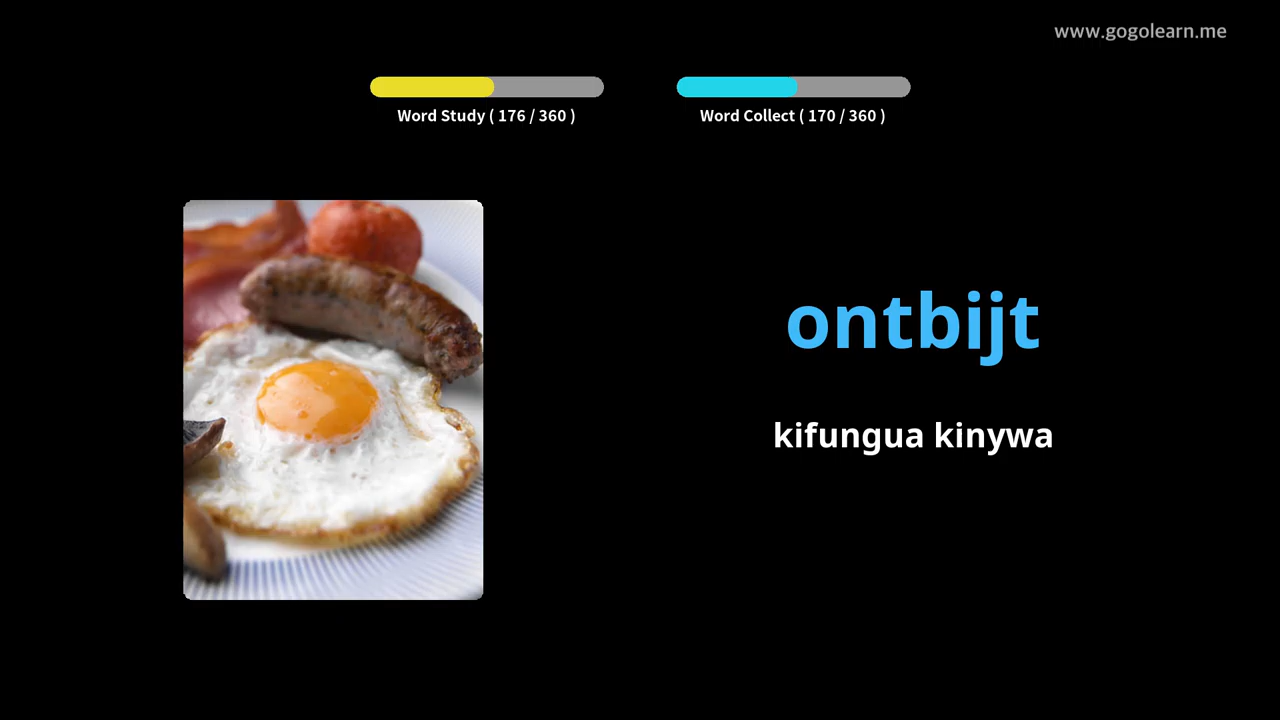 www.gogolearn.me
Word Study ( 176 / 360 )
Word Collect ( 170 / 360 )
ontbijt
kifungua kinywa